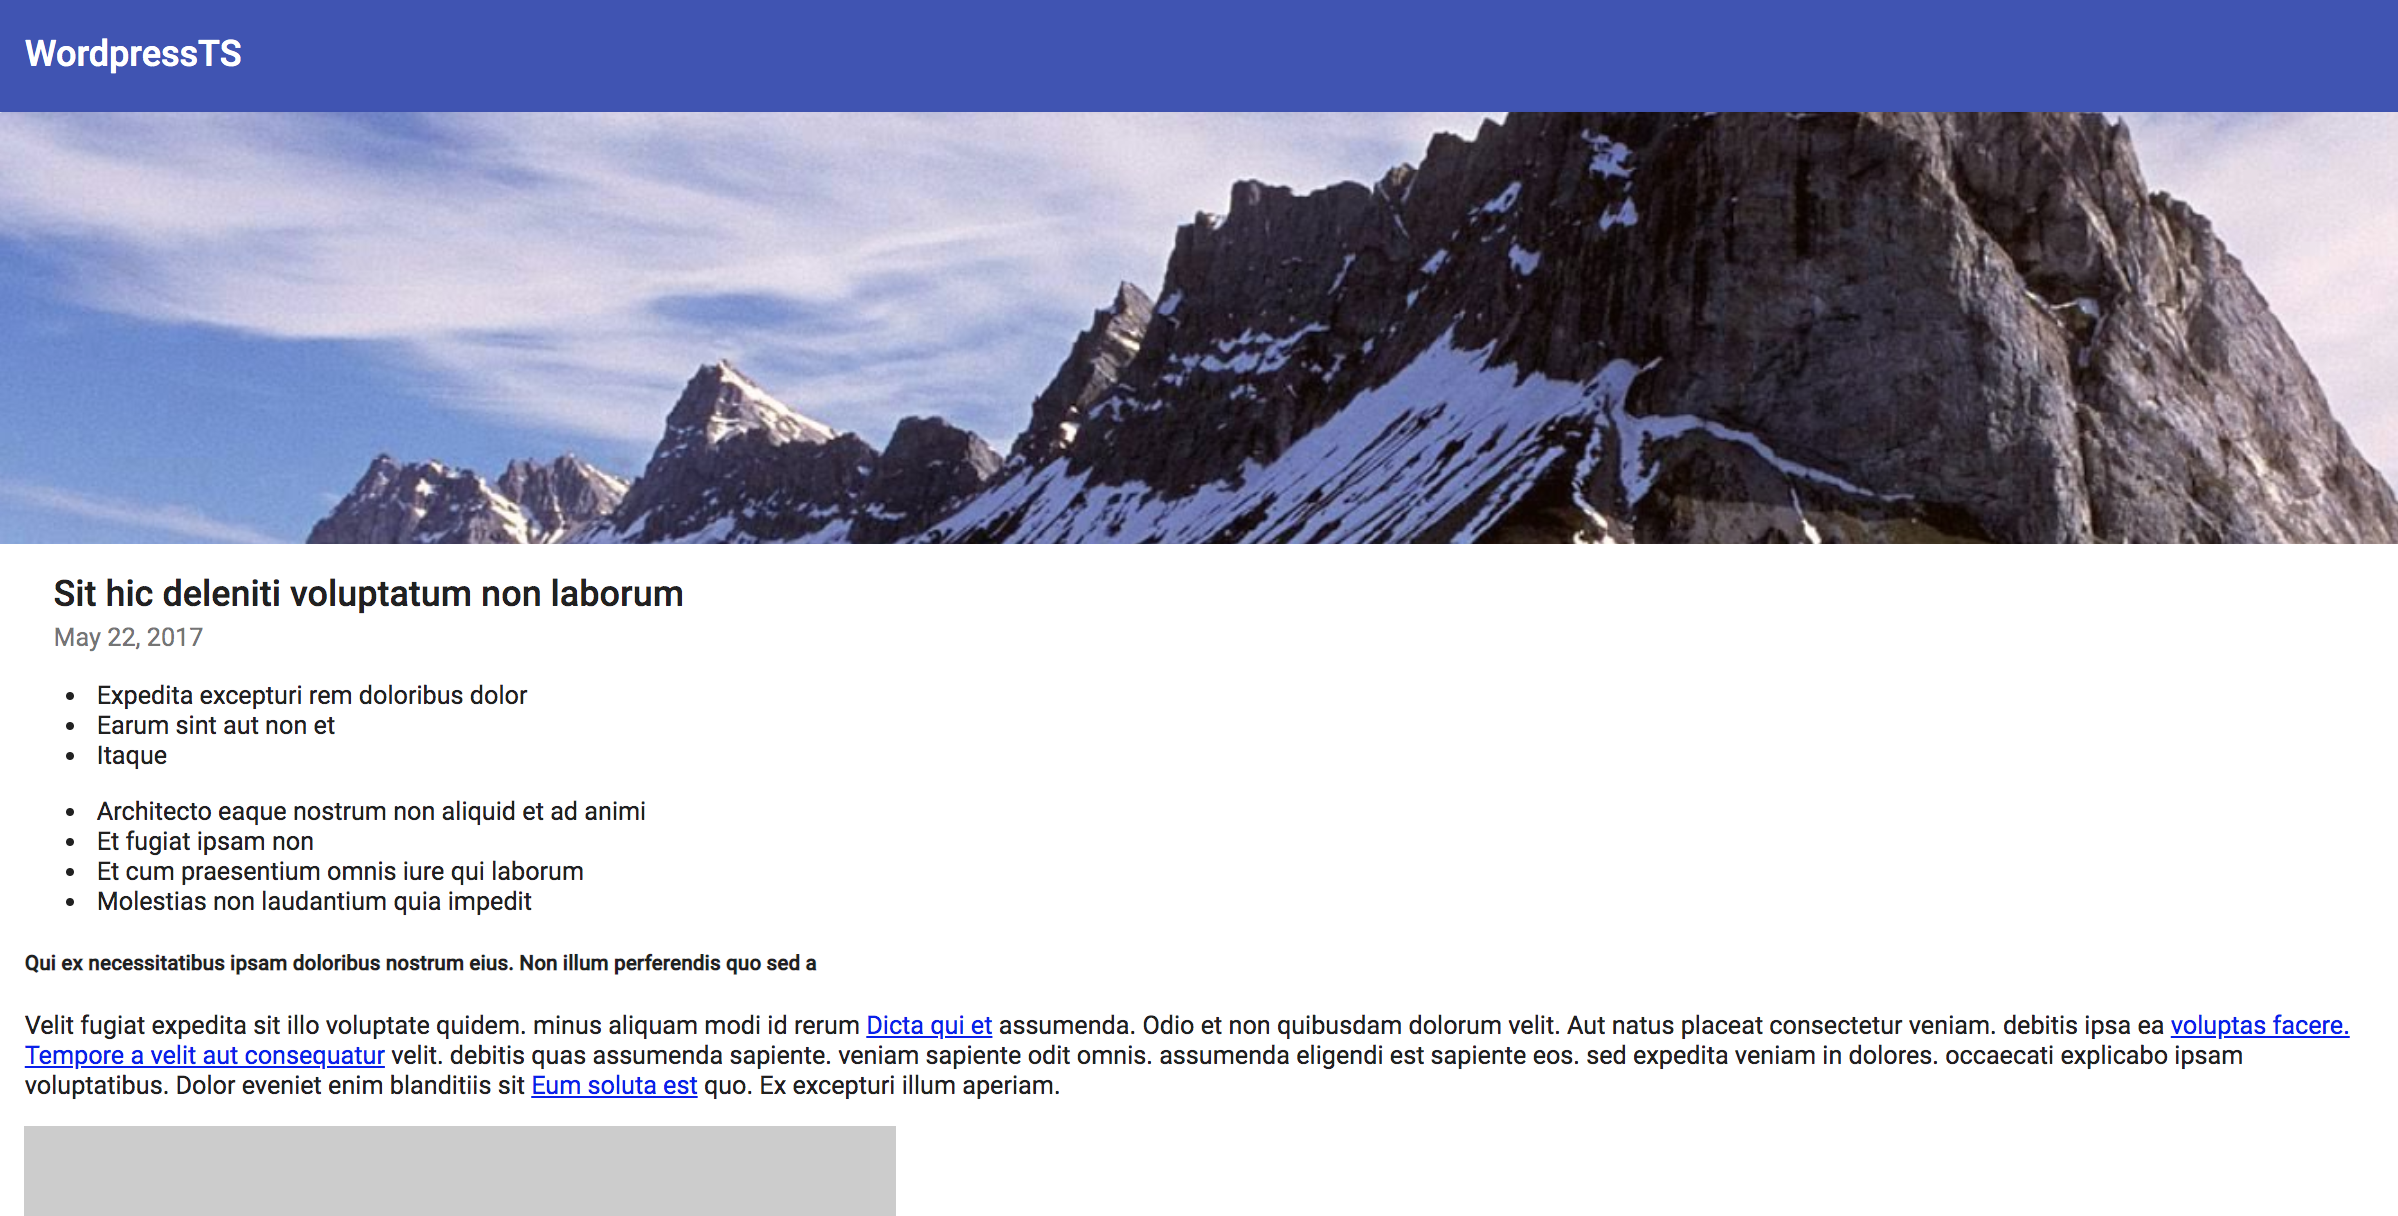 WordpressTS
Sit hic deleniti voluptatum non laborum
May 22, 2017
• Expedita excepturi rem doloribus dolor
• Earum sint aut non et
• Itaque
• Architecto eaque nostrum non aliquid et ad animi
• Et fugiat ipsam non
• Et cum praesentium omnis iure qui laborum
• Molestias non laudantium quia impedit
Qui ex necessitatibus ipsam doloribus nostrum eius. Non illum perferendis quo sed a
Velit fugiat expedita sit illo voluptate quidem. minus aliquam modi id rerum Dicta qui et assumenda. Odio et non quibusdam dolorum velit. Aut natus placeat consectetur veniam. debitis ipsa ea voluptas facere.
Tempore a velit aut consequatur velit. debitis quas assumenda sapiente. veniam sapiente odit omnis. assumenda eligendi est sapiente eos. sed expedita veniam in dolores. occaecati explicabo ipsam
voluptatibus. Dolor eveniet enim blanditiis sit Eum soluta est quo. Ex excepturi illum aperiam.